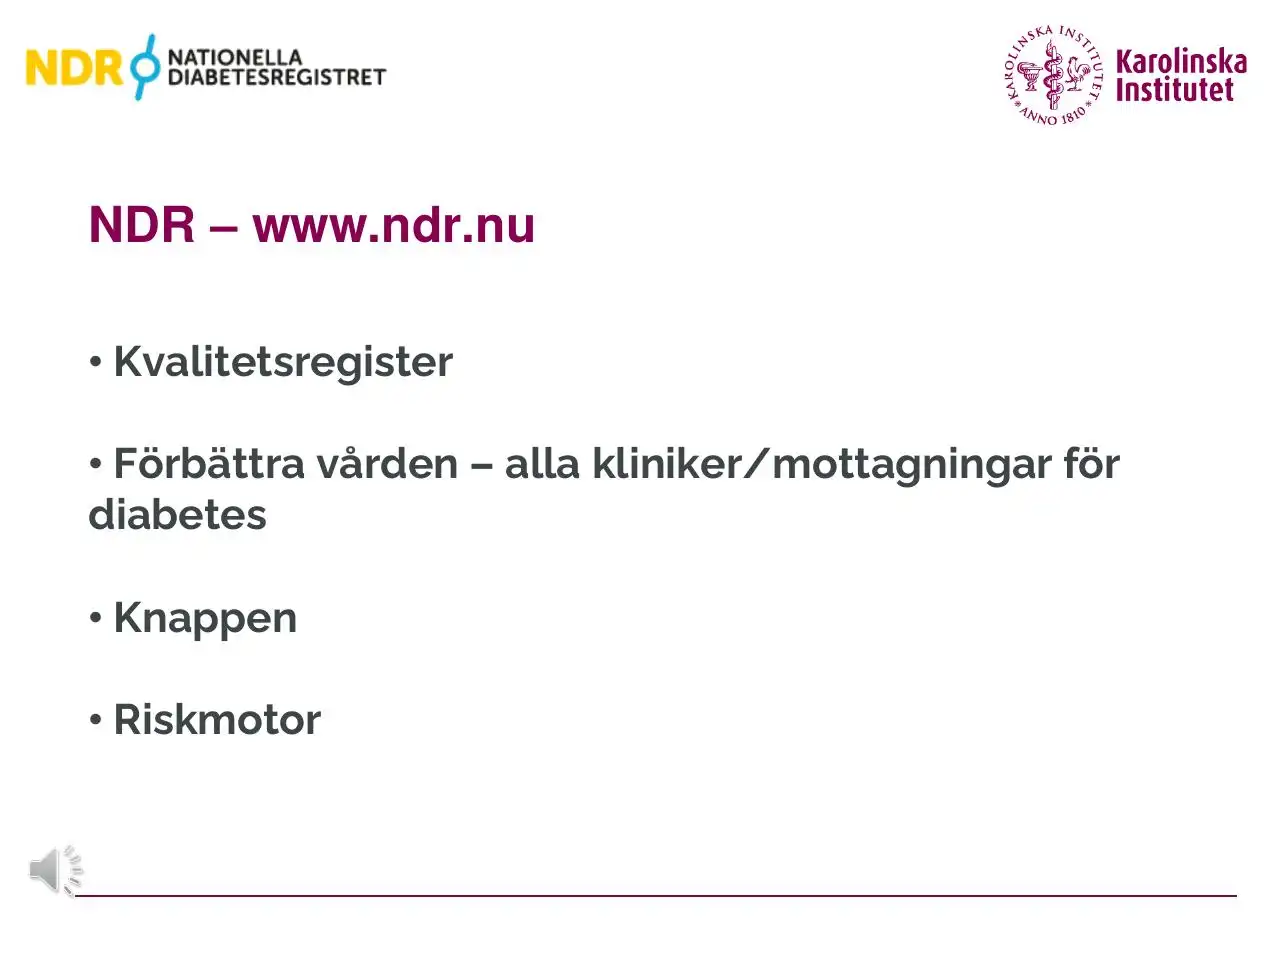 NDR
NATIONELLA
DIABETESREGISTRET
KAROLINSKA INSTITUTET
ANNO 1810
Karolinska
Institutet
NDR – www.ndr.nu
• Kvalitetsregister
• Förbättra vården – alla kliniker/mottagningar för
diabetes
• Knappen
• Riskmotor